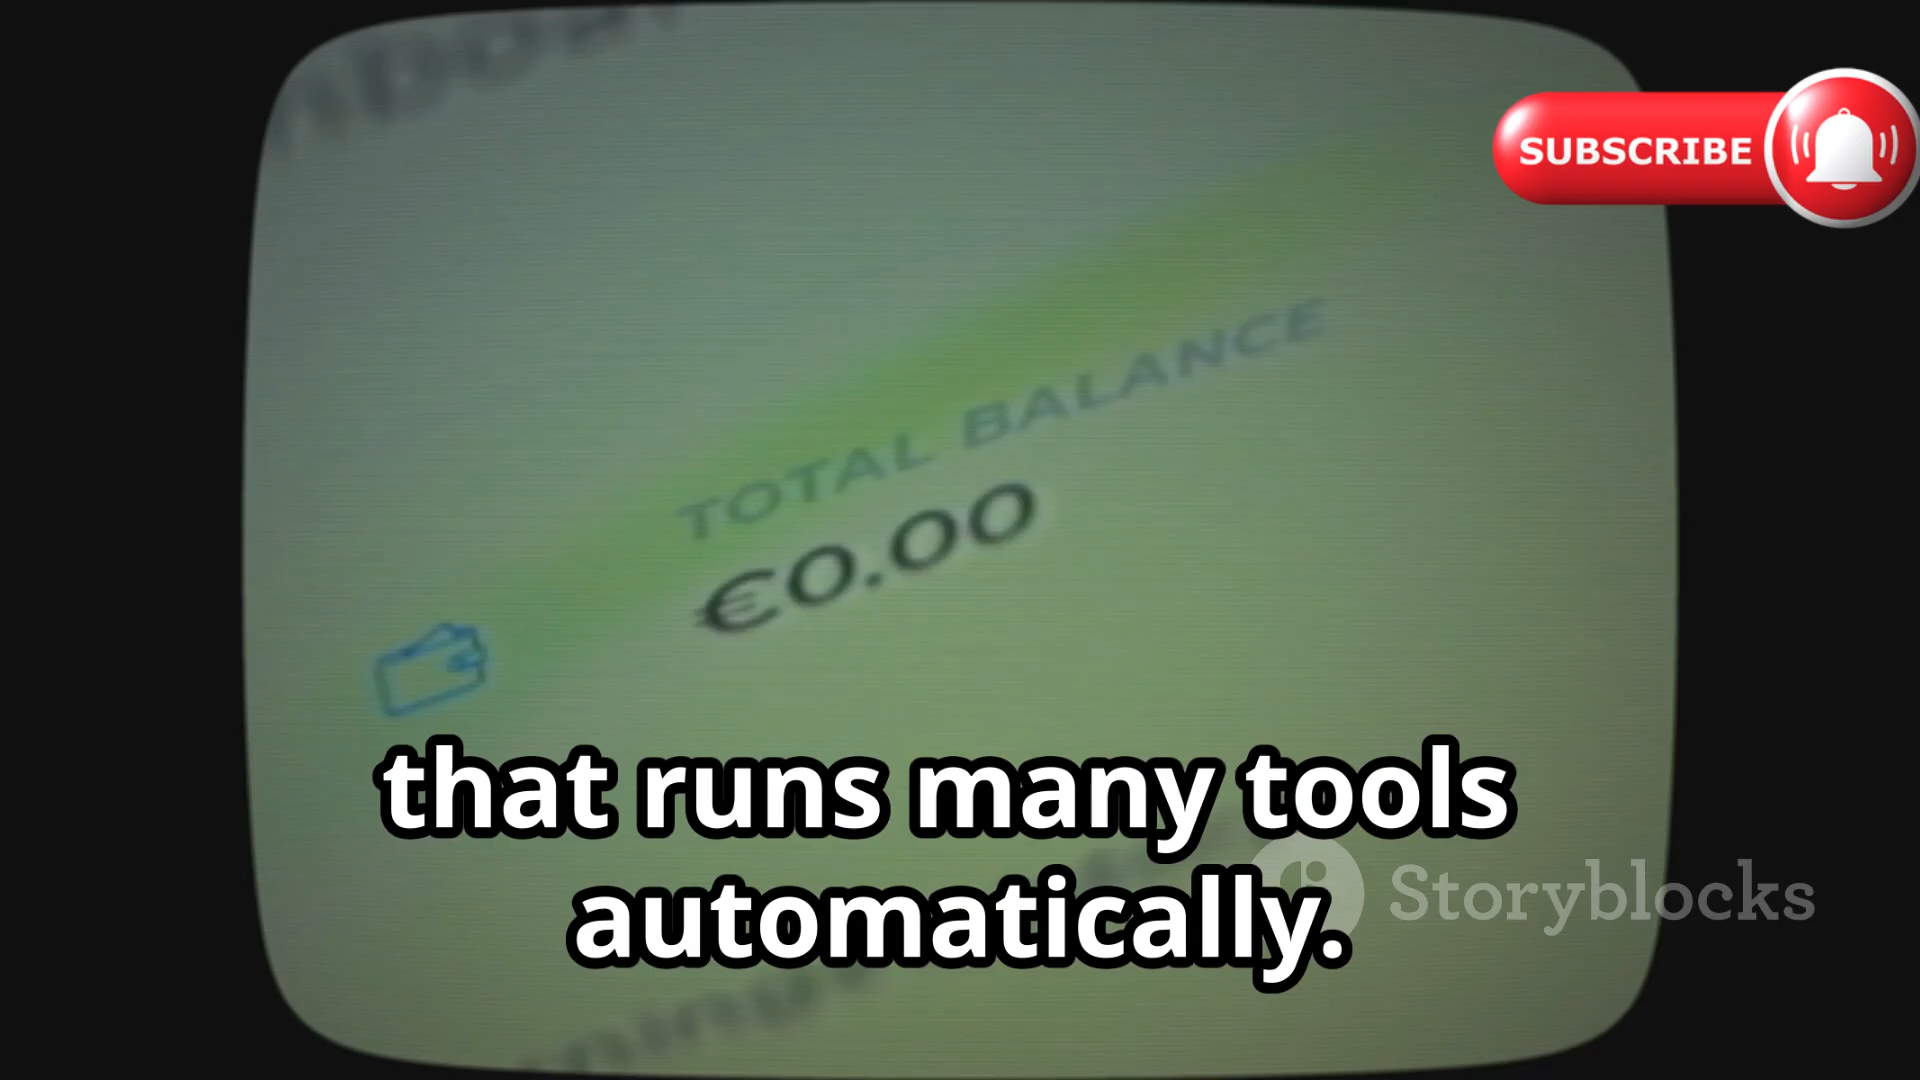 SUBSCRIBE
TOTAL BALANCE
€0.00
that runs many tools
automatically.
Storyblocks